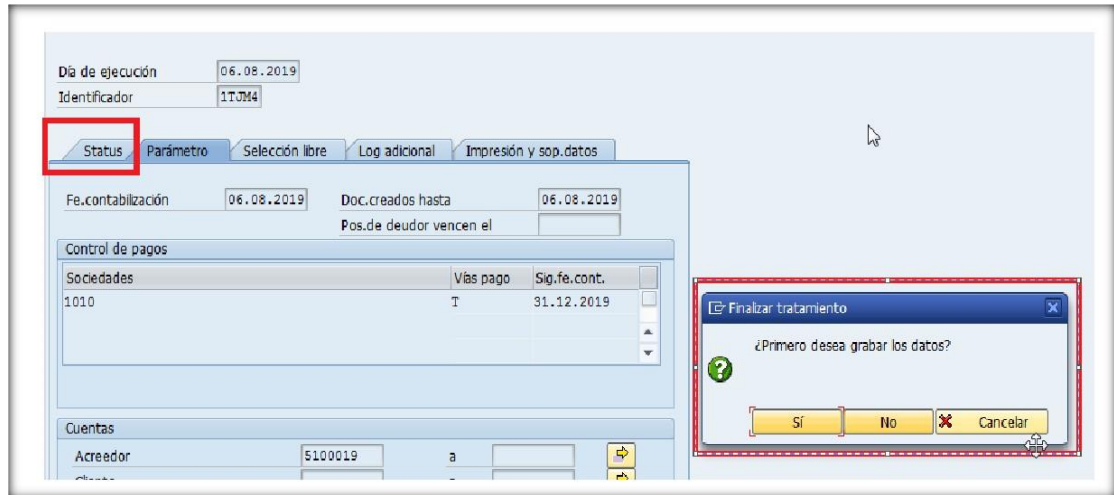 Día de ejecución 06.08.2019
Identificador 1TJM4
Status Parámetro Selección libre Log adicional Impresión y sop.datos
Fe.contabilización 06.08.2019 Doc.creados hasta 06.08.2019
Pos.de deudor vencen el
Control de pagos
Sociedades Vías pago Sig.fe.cont.
1010 T 31.12.2019
Finalizar tratamiento
¿Primero desea grabar los datos?
Sí No Cancelar
Cuentas
Acreedor 5100019 a